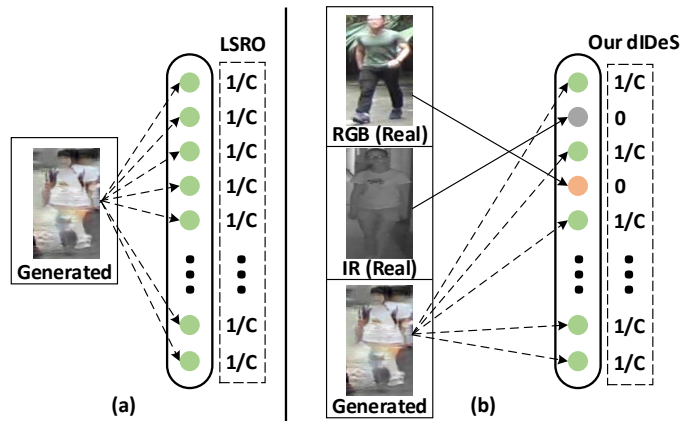 LSRO
1/C
1/C
1/C
1/C
1/C
1/C
1/C
Generated
(a)
Our dIDeS
RGB (Real)
IR (Real)
Generated
1/C
0
1/C
0
1/C
1/C
1/C
(b)